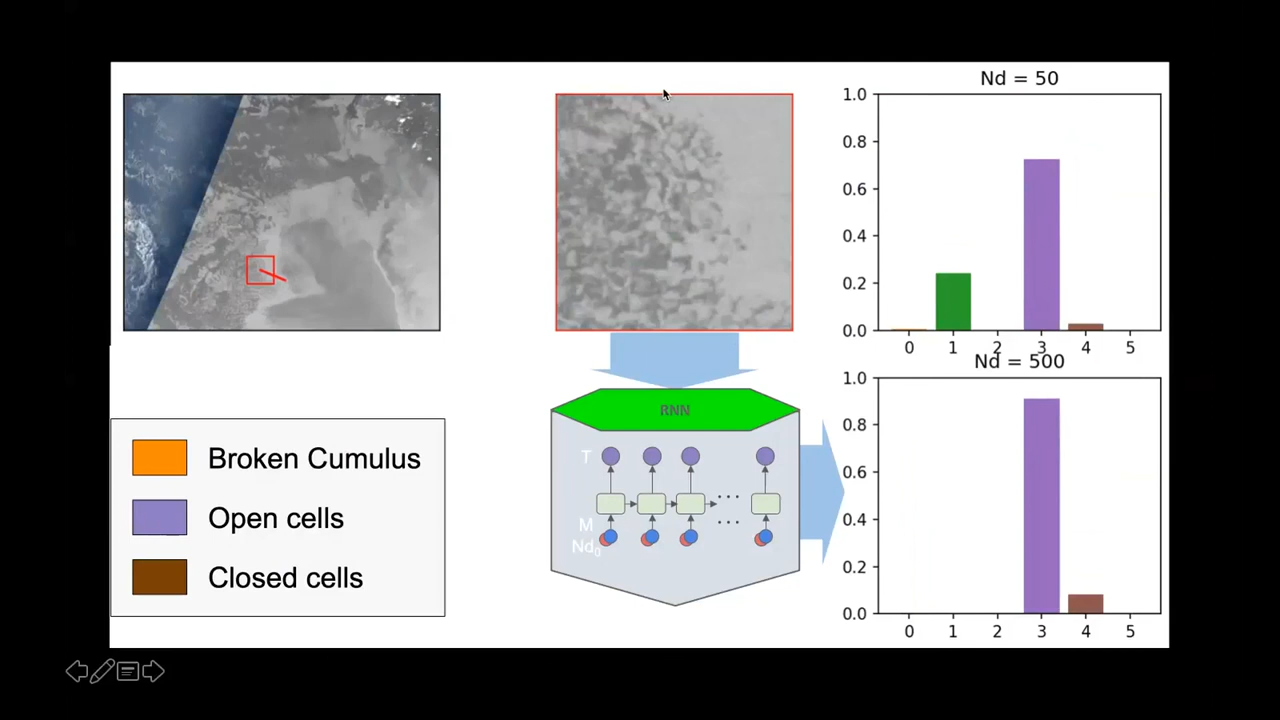 Nd = 50
1.0
0.8
0.6
0.4
0.2
0.0
0 1 2 3 4 5
Nd = 500
1.0
0.8
0.6
0.4
0.2
0.0
0 1 2 3 4 5
RNN
T
M
Nd₀
Broken Cumulus
Open cells
Closed cells